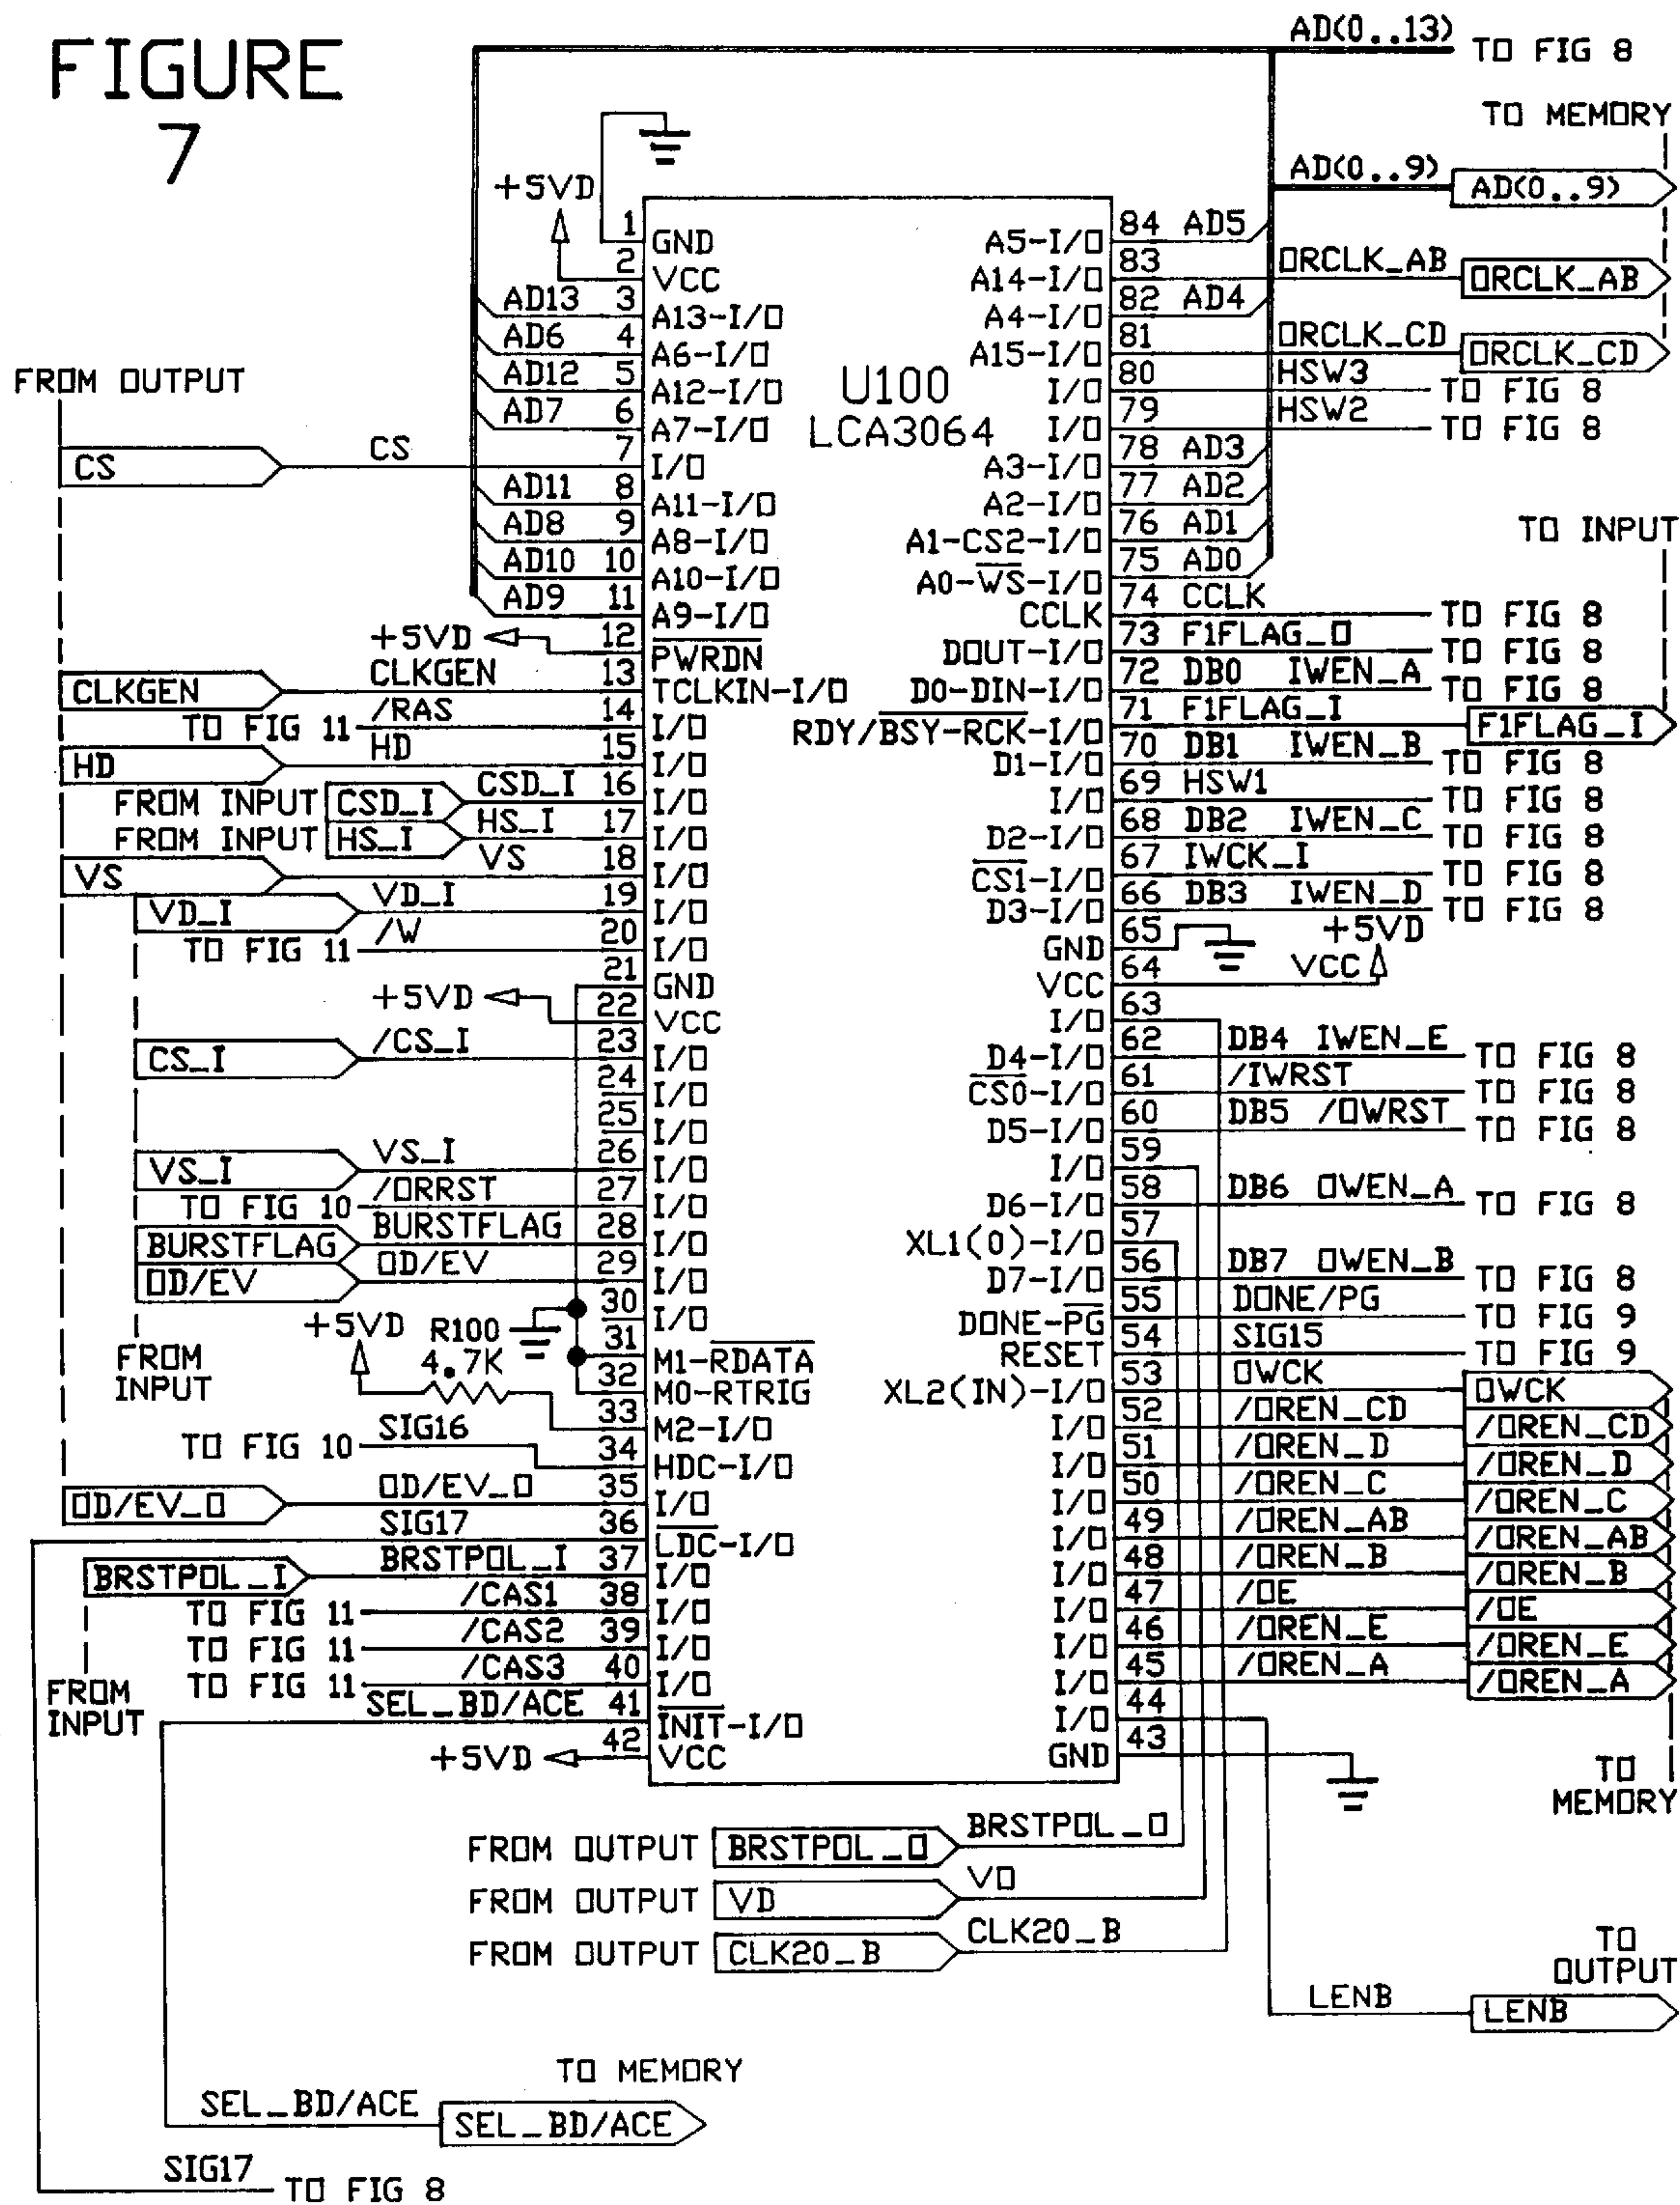 FIGURE
7
AD(0..13) TO FIG 8
TO MEMORY
AD(0..9) AD(0..9)
+5VD
1 GND A5-I/O 84 AD5
2 VCC A14-I/O 83 ORCLK_AB ORCLK_AB
AD13 3 A13-I/O A4-I/O 82 AD4
AD6 4 A6-I/O A15-I/O 81 ORCLK_CD ORCLK_CD
FROM OUTPUT
U100
LCA3064
AD12 5 A12-I/O I/O 80 HSW3 TO FIG 8
AD7 6 A7-I/O I/O 79 HSW2 TO FIG 8
CS CS 7 I/O A3-I/O 78 AD3
AD11 8 A11-I/O A2-I/O 77 AD2
TO INPUT
AD8 9 A8-I/O A1-CS2-I/O 76 AD1
AD10 10 A10-I/O A0-WS-I/O 75 AD0
AD9 11 A9-I/O CCLK 74 CCLK TO FIG 8
+5VD 12 PWRDN DOUT-I/O 73 F1FLAG_O TO FIG 8
CLKGEN CLKGEN 13 TCLKIN-I/O D0-DIN-I/O 72 DB0 IWEN_A TO FIG 8
TO FIG 11 /RAS 14 I/O RDY/BSY-RCK-I/O 71 F1FLAG_I F1FLAG_I
HD HD 15 I/O D1-I/O 70 DB1 IWEN_B TO FIG 8
FROM INPUT CSD_I CSD_I 16 I/O I/O 69 HSW1 TO FIG 8
FROM INPUT HS_I HS_I 17 I/O D2-I/O 68 DB2 IWEN_C TO FIG 8
VS VS 18 I/O CS1-I/O 67 IWCK_I TO FIG 8
VD_I VD_I 19 I/O D3-I/O 66 DB3 IWEN_D TO FIG 8
TO FIG 11 /W 20 I/O GND 65 +5VD
21 GND VCC 64 VCC
+5VD 22 VCC I/O 63
CS_I /CS_I 23 I/O D4-I/O 62 DB4 IWEN_E TO FIG 8
24 I/O CS0-I/O 61 /IWRST TO FIG 8
25 I/O D5-I/O 60 DB5 /OWRST TO FIG 8
VS_I VS_I 26 I/O I/O 59
TO FIG 10 /ORRST 27 I/O D6-I/O 58 DB6 OWEN_A TO FIG 8
BURSTFLAG BURSTFLAG 28 I/O XL1(0)-I/O 57
OD/EV OD/EV 29 I/O D7-I/O 56 DB7 OWEN_B TO FIG 8
30 I/O DONE-PG 55 DONE/PG TO FIG 9
+5VD R100
4.7K
FROM
INPUT
31 M1-RDATA RESET 54 SIG15 TO FIG 9
32 M0-RTRIG XL2(IN)-I/O 53 OWCK OWCK
33 M2-I/O I/O 52 /OREN_CD /OREN_CD
TO FIG 10 SIG16 34 HDC-I/O I/O 51 /OREN_D /OREN_D
OD/EV_O OD/EV_O 35 I/O I/O 50 /OREN_C /OREN_C
SIG17 36 LDC-I/O I/O 49 /OREN_AB /OREN_AB
BRSTPOL_I BRSTPOL_I 37 I/O I/O 48 /OREN_B /OREN_B
TO FIG 11 /CAS1 38 I/O I/O 47 /OE /OE
TO FIG 11 /CAS2 39 I/O I/O 46 /OREN_E /OREN_E
TO FIG 11 /CAS3 40 I/O I/O 45 /OREN_A /OREN_A
FROM
INPUT
SEL_BD/ACE 41 INIT-I/O I/O 44
+5VD 42 VCC GND 43
TO
MEMORY
FROM OUTPUT BRSTPOL_O BRSTPOL_O
FROM OUTPUT VD VO
FROM OUTPUT CLK20_B CLK20_B
TO
OUTPUT
LENB LENB
TO MEMORY
SEL_BD/ACE SEL_BD/ACE
SIG17 TO FIG 8